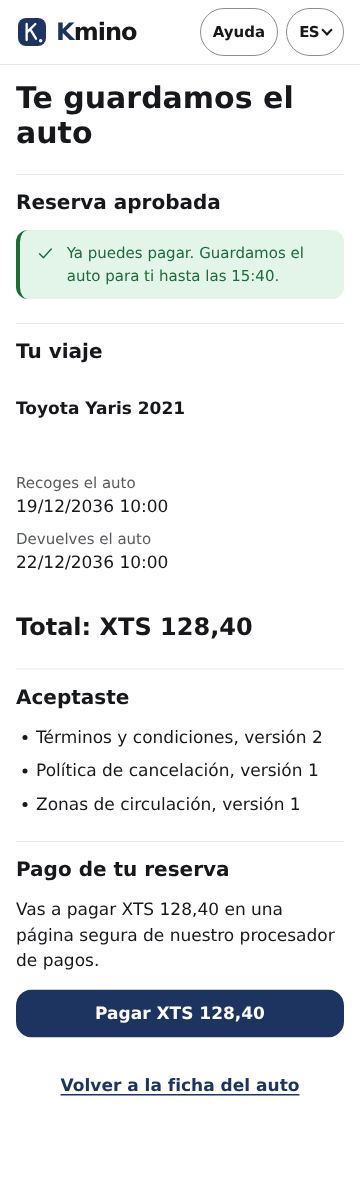 K. Kmino
Ayuda
ES
Te guardamos el
auto
Reserva aprobada
Ya puedes pagar. Guardamos el
auto para ti hasta las 15:40.
Tu viaje
Toyota Yaris 2021
Recoges el auto
19/12/2036 10:00
Devuelves el auto
22/12/2036 10:00
Total: XTS 128,40
Aceptaste
• Términos y condiciones, versión 2
• Política de cancelación, versión 1
• Zonas de circulación, versión 1
Pago de tu reserva
Vas a pagar XTS 128,40 en una
página segura de nuestro procesador
de pagos.
Pagar XTS 128,40
Volver a la ficha del auto